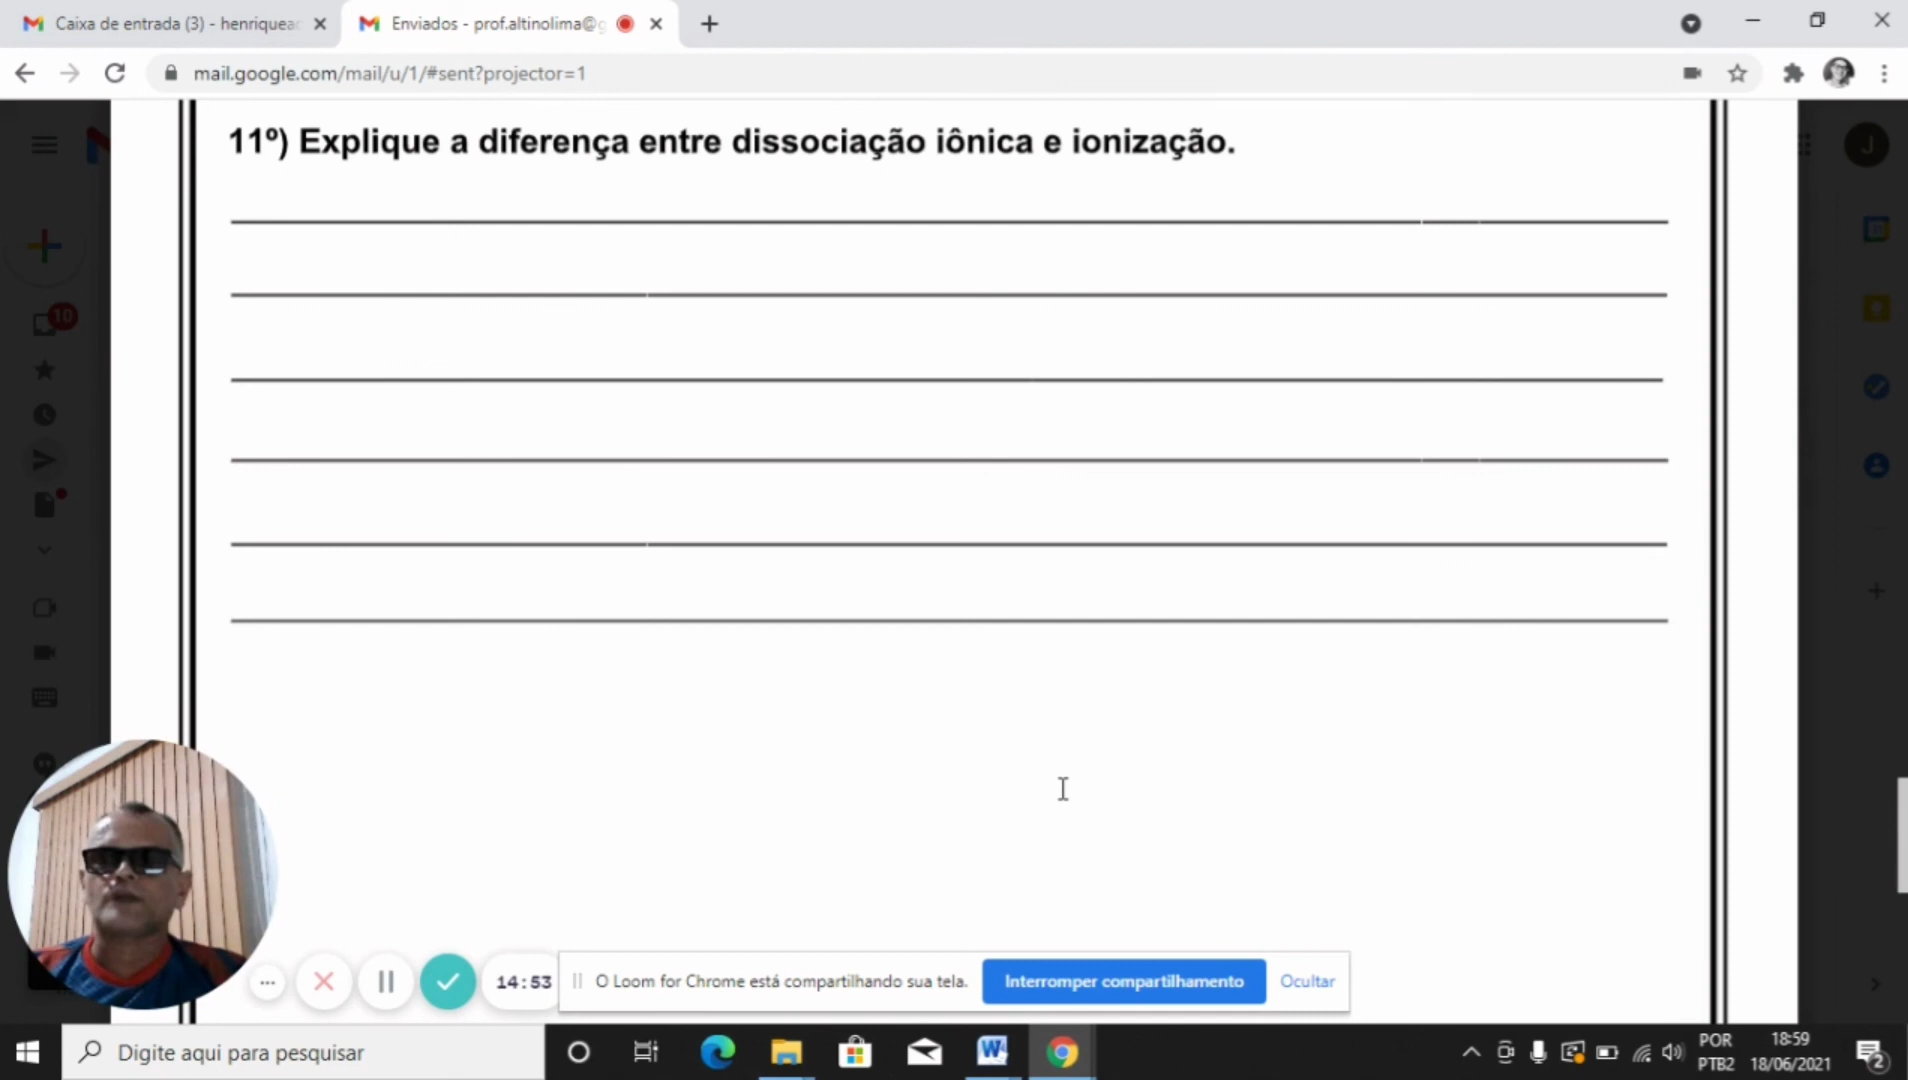 Caixa de entrada (3) - henriqueac
Enviados - prof.altinolima@g
mail.google.com/mail/u/1/#sent?projector=1
11º) Explique a diferença entre dissociação iônica e ionização.
J
10
14:53
O Loom for Chrome está compartilhando sua tela.
Interromper compartilhamento
Ocultar
Digite aqui para pesquisar
POR
PTB2
18:59
18/06/2021
2